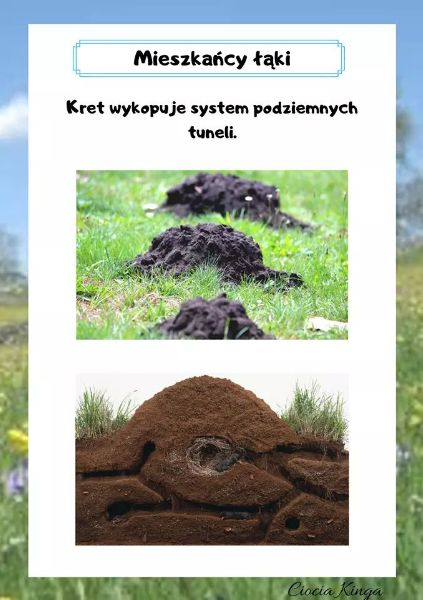 Mieszkańcy łąki
Kret wykopuje system podziemnych
tuneli.
Ciocia Kinga